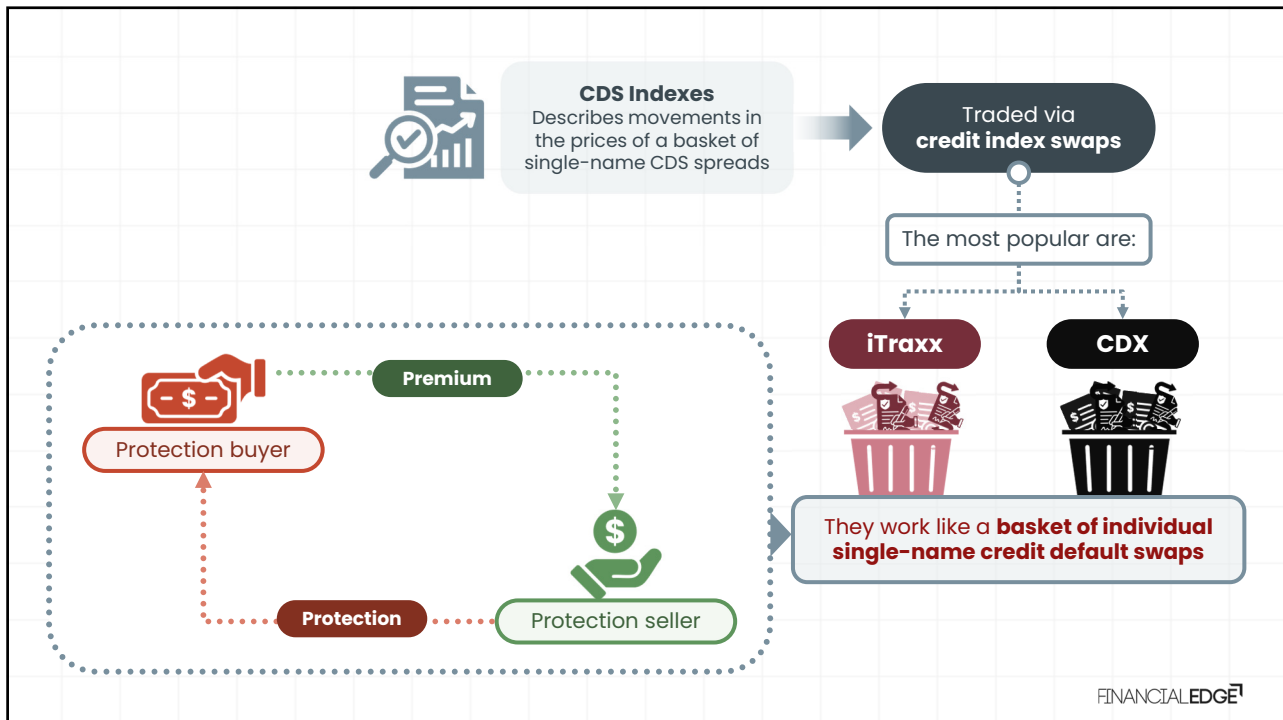 CDS Indexes
Describes movements in
the prices of a basket of
single-name CDS spreads
Traded via
credit index swaps
The most popular are:
iTraxx
CDX
They work like a basket of individual
single-name credit default swaps
Premium
Protection buyer
$
$
Protection
Protection seller
FINANCIALEDGE